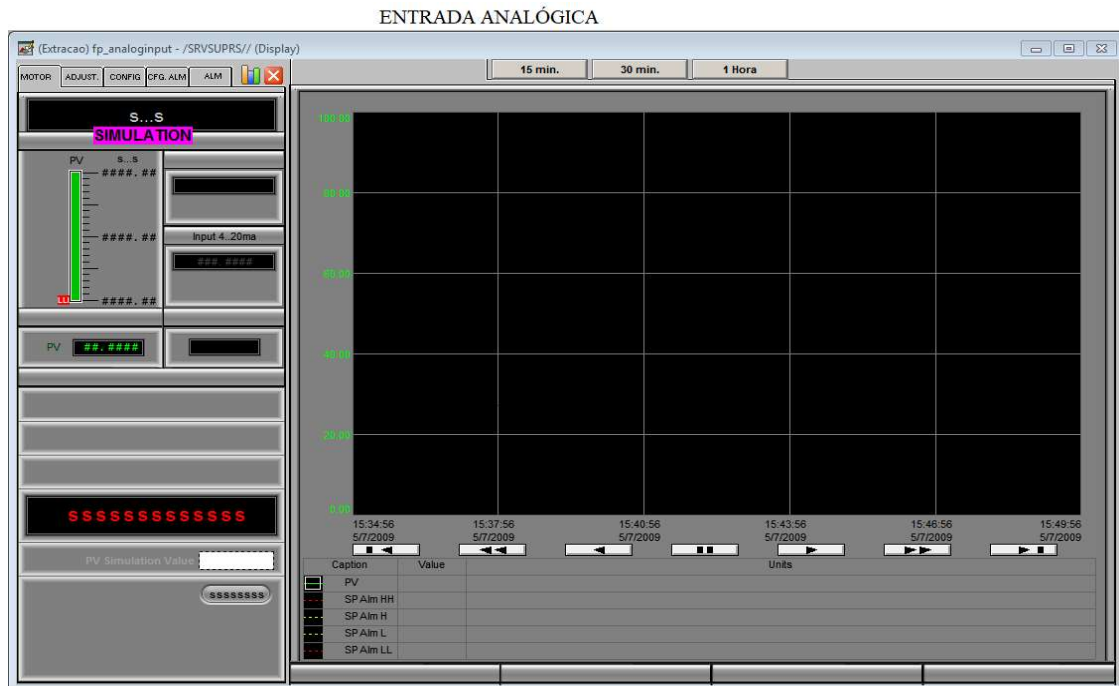 ENTRADA ANALÓGICA
(Extracao) fp_analoginput - /SRVSUPRS// (Display)
MOTOR ADJUST. CONFIG CFG. ALM ALM
15 min. 30 min. 1 Hora
S...S
SIMULATION
PV S...S
####.##
####.##
####.##
E
Input 4..20ma
###.####
PV ##.####
SSSSSSSSSSSSS
PV Simulation Value
ssssssss
100.00
80.00
60.00
40.00
20.00
0.00
15:34:56 15:37:56 15:40:56 15:43:56 15:46:56 15:49:56
5/7/2009 5/7/2009 5/7/2009 5/7/2009 5/7/2009 5/7/2009
Caption Value Units
PV
SP Alm HH
SP Alm H
SP Alm L
SP Alm LL